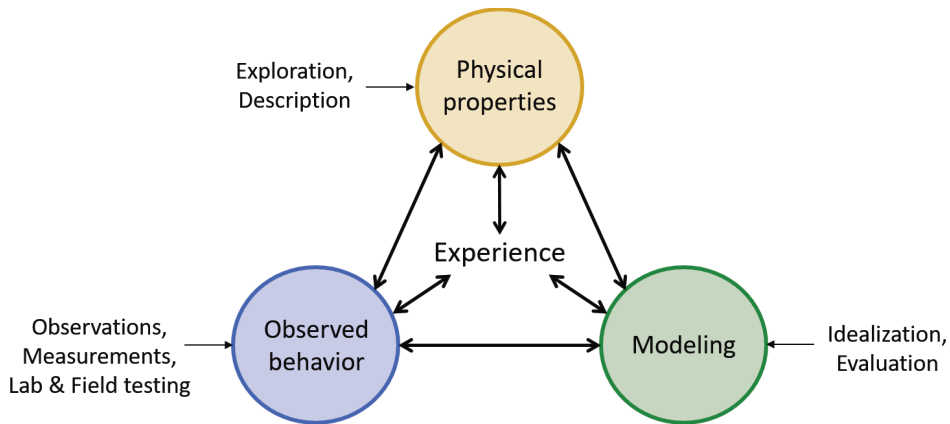 Exploration,
Description
Physical
properties
Experience
Observations,
Measurements,
Lab & Field testing
Observed
behavior
Modeling
Idealization,
Evaluation